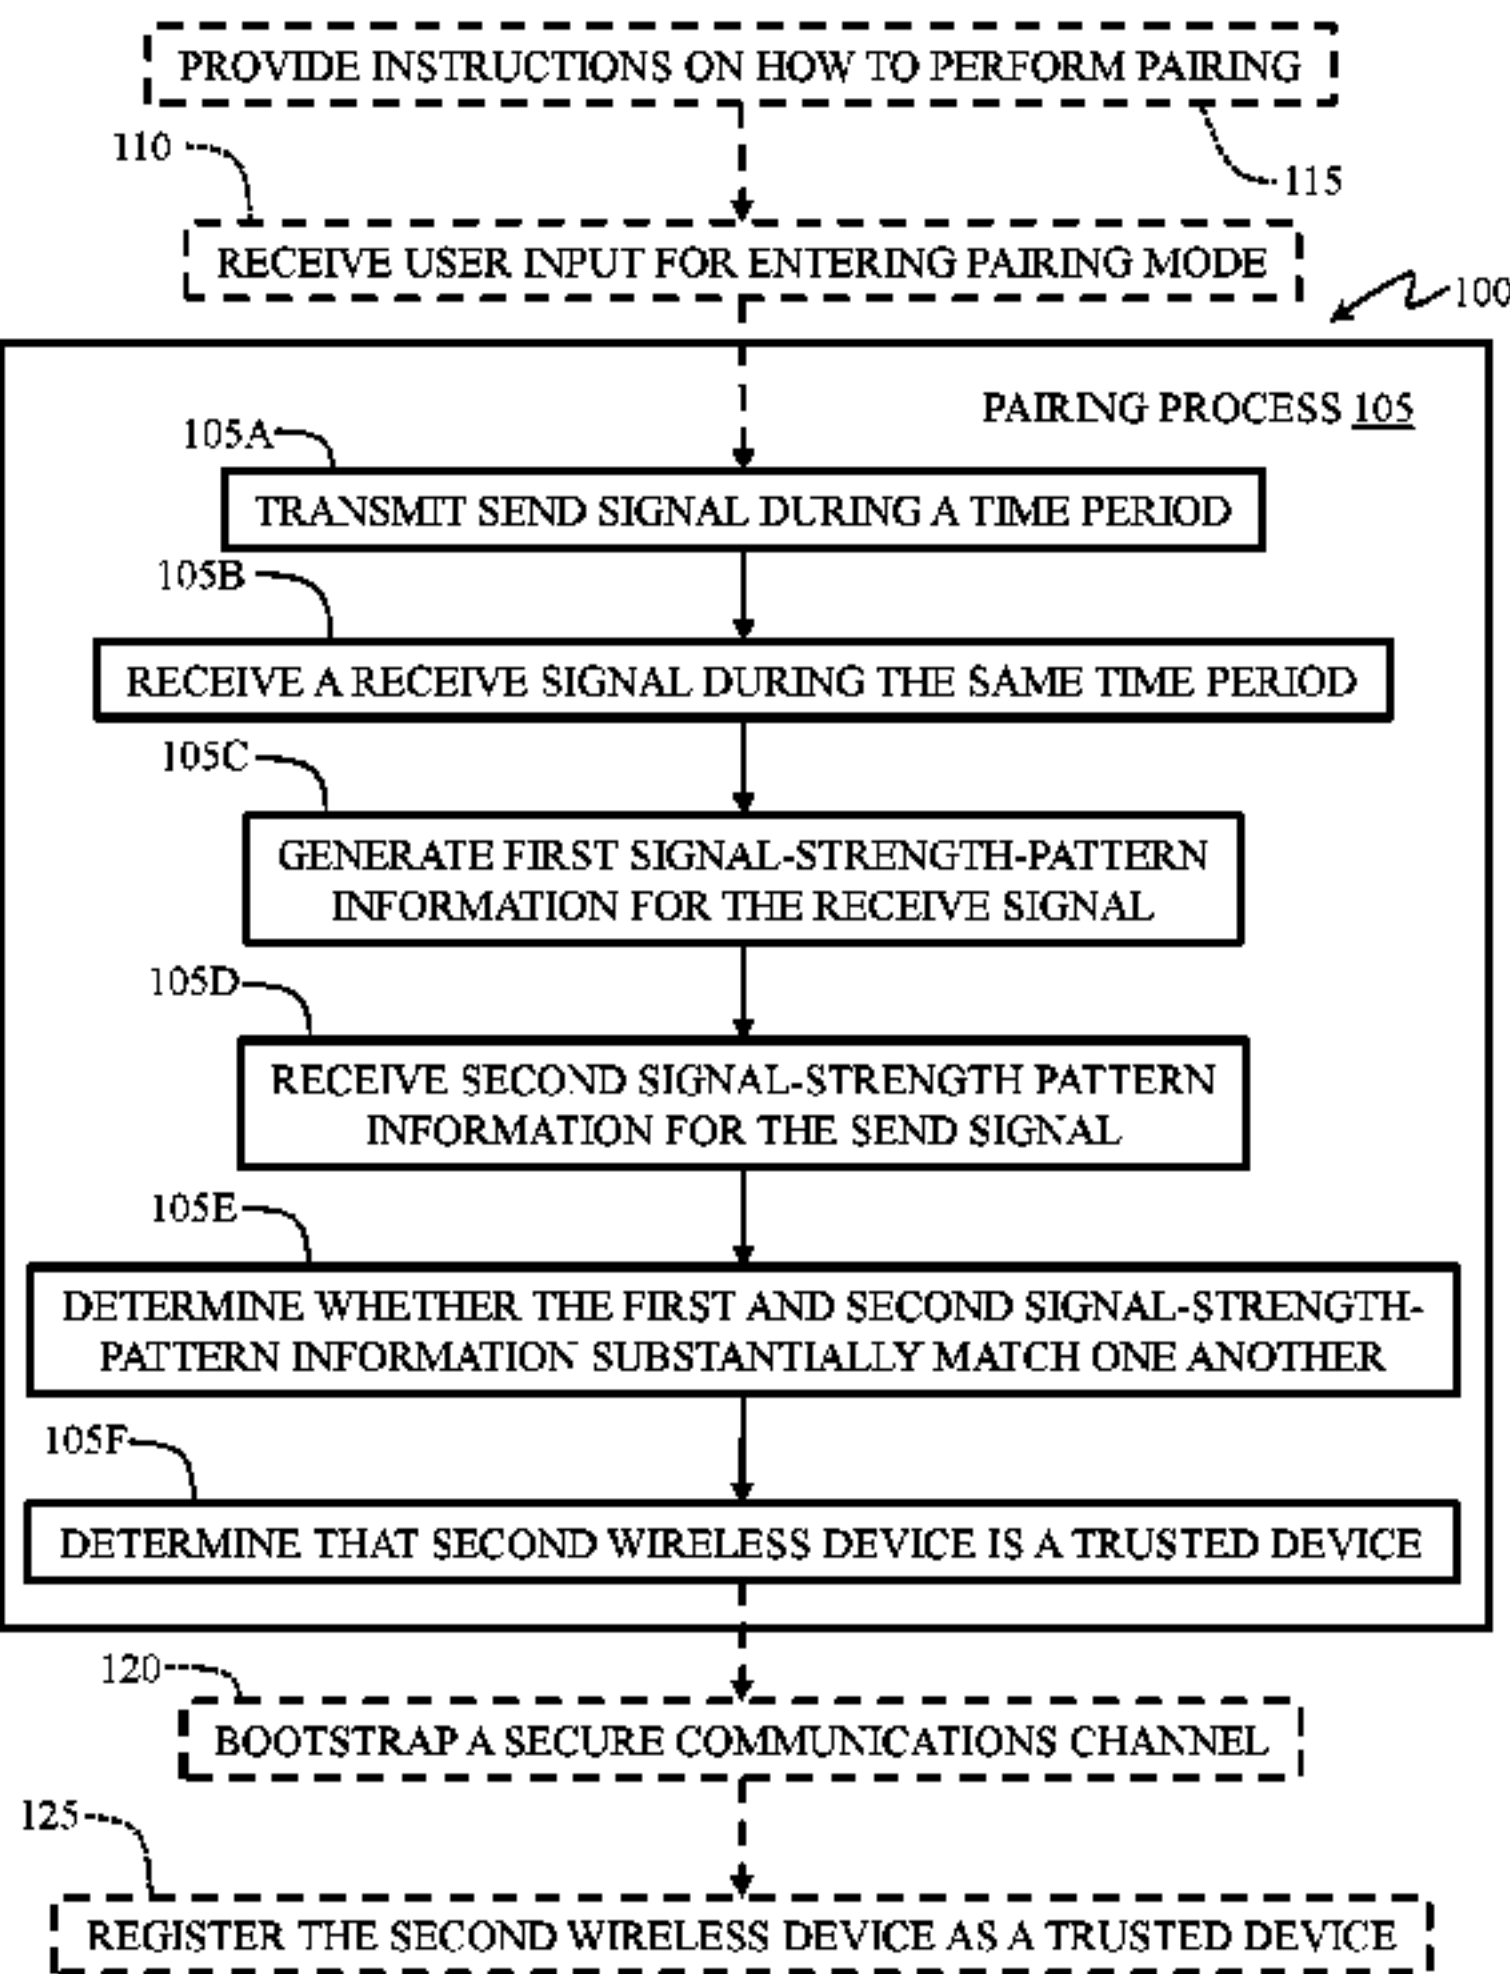 PROVIDE INSTRUCTIONS ON HOW TO PERFORM PAIRING
110
115
RECEIVE USER INPUT FOR ENTERING PAIRING MODE
100
PAIRING PROCESS 105
105A
TRANSMIT SEND SIGNAL DURING A TIME PERIOD
105B
RECEIVE A RECEIVE SIGNAL DURING THE SAME TIME PERIOD
105C
GENERATE FIRST SIGNAL-STRENGTH-PATTERN
INFORMATION FOR THE RECEIVE SIGNAL
105D
RECEIVE SECOND SIGNAL-STRENGTH PATTERN
INFORMATION FOR THE SEND SIGNAL
105E
DETERMINE WHETHER THE FIRST AND SECOND SIGNAL-STRENGTH-
PATTERN INFORMATION SUBSTANTIALLY MATCH ONE ANOTHER
105F
DETERMINE THAT SECOND WIRELESS DEVICE IS A TRUSTED DEVICE
120
BOOTSTRAP A SECURE COMMUNICATIONS CHANNEL
125
REGISTER THE SECOND WIRELESS DEVICE AS A TRUSTED DEVICE